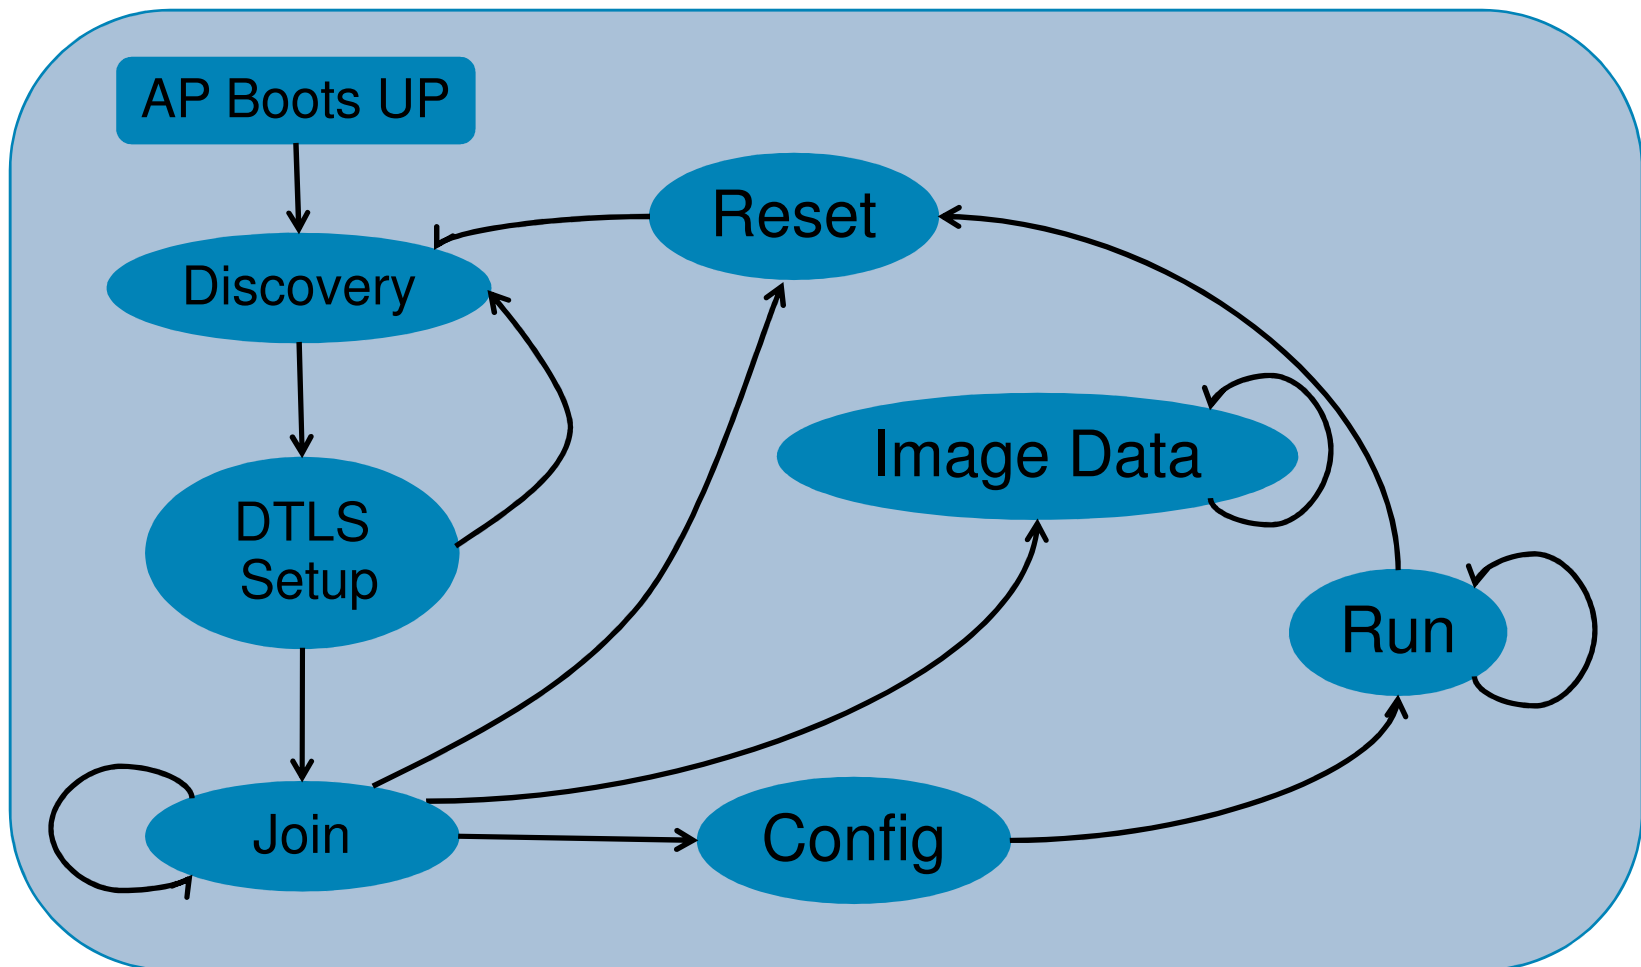 AP Boots UP
Reset
Discovery
Image Data
DTLS
Setup
Run
Join
Config